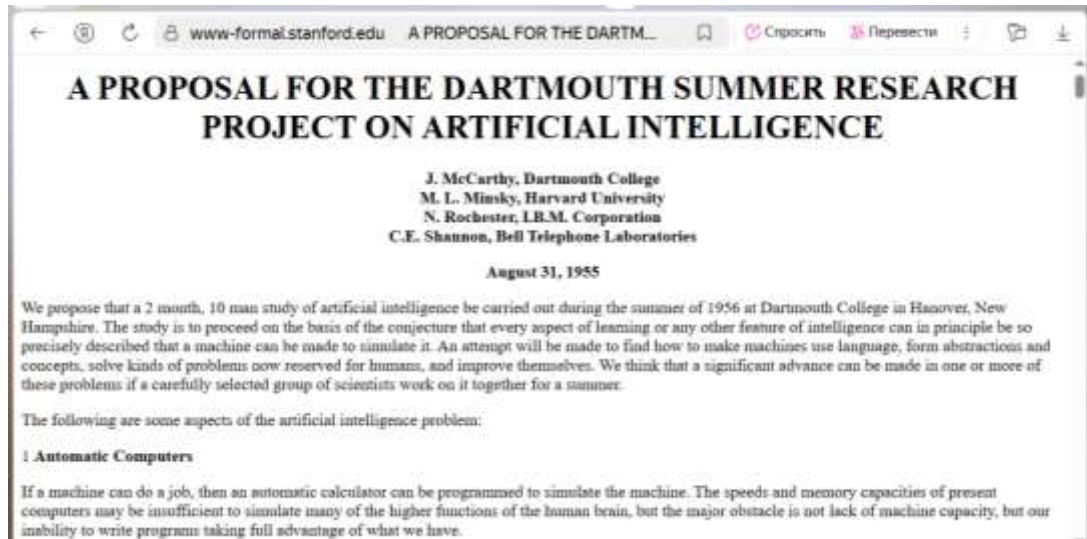 www-formal.stanford.edu A PROPOSAL FOR THE DARTM... Спросить Перевести
A PROPOSAL FOR THE DARTMOUTH SUMMER RESEARCH
PROJECT ON ARTIFICIAL INTELLIGENCE
J. McCarthy, Dartmouth College
M. L. Minsky, Harvard University
N. Rochester, I.B.M. Corporation
C.E. Shannon, Bell Telephone Laboratories
August 31, 1955
We propose that a 2 month, 10 man study of artificial intelligence be carried out during the summer of 1956 at Dartmouth College in Hanover, New
Hampshire. The study is to proceed on the basis of the conjecture that every aspect of learning or any other feature of intelligence can in principle be so
precisely described that a machine can be made to simulate it. An attempt will be made to find how to make machines use language, form abstractions and
concepts, solve kinds of problems now reserved for humans, and improve themselves. We think that a significant advance can be made in one or more of
these problems if a carefully selected group of scientists work on it together for a summer.
The following are some aspects of the artificial intelligence problem:
1 Automatic Computers
If a machine can do a job, then an automatic calculator can be programmed to simulate the machine. The speeds and memory capacities of present
computers may be insufficient to simulate many of the higher functions of the human brain, but the major obstacle is not lack of machine capacity, but our
inability to write programs taking full advantage of what we have.